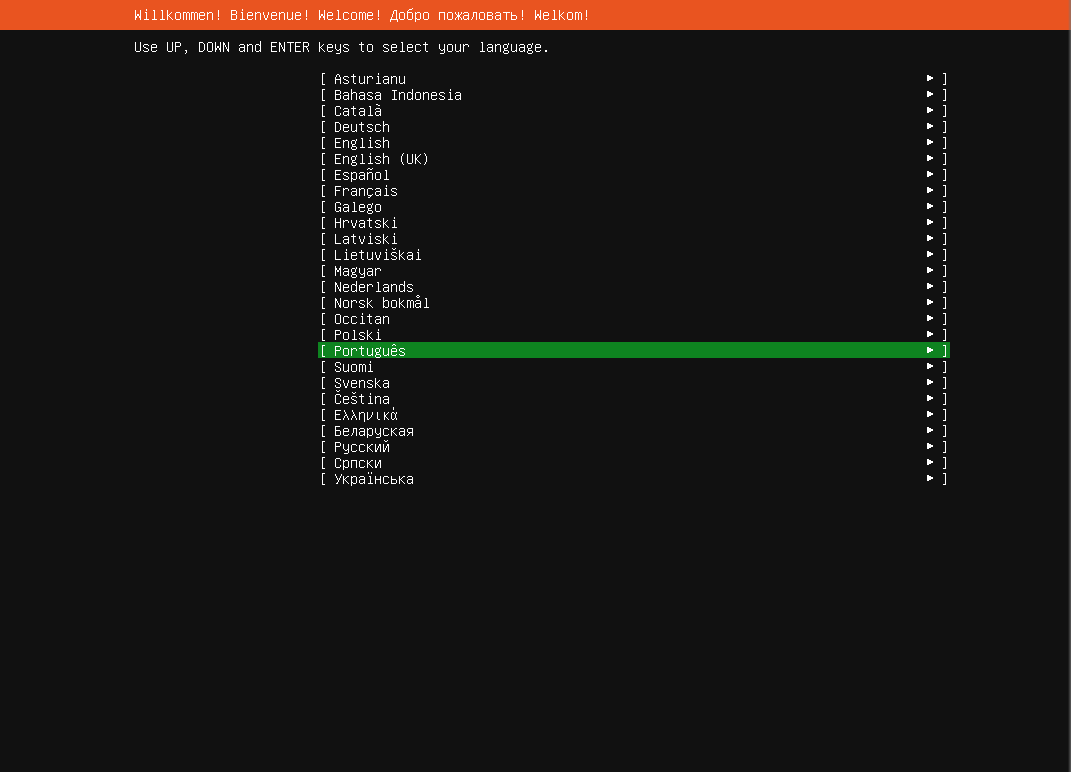 Willkommen! Bienvenue! Welcome! Добро пожаловать! Welkom!
Use UP, DOWN and ENTER keys to select your language.
[ Asturianu ► ]
[ Bahasa Indonesia ► ]
[ Català ► ]
[ Deutsch ► ]
[ English ► ]
[ English (UK) ► ]
[ Español ► ]
[ Français ► ]
[ Galego ► ]
[ Hrvatski ► ]
[ Latviski ► ]
[ Lietuviškai ► ]
[ Magyar ► ]
[ Nederlands ► ]
[ Norsk bokmål ► ]
[ Occitan ► ]
[ Polski ► ]
[ Português ► ]
[ Suomi ► ]
[ Svenska ► ]
[ Čeština ► ]
[ Ελληνικά ► ]
[ Беларуская ► ]
[ Русский ► ]
[ Српски ► ]
[ Українська ► ]